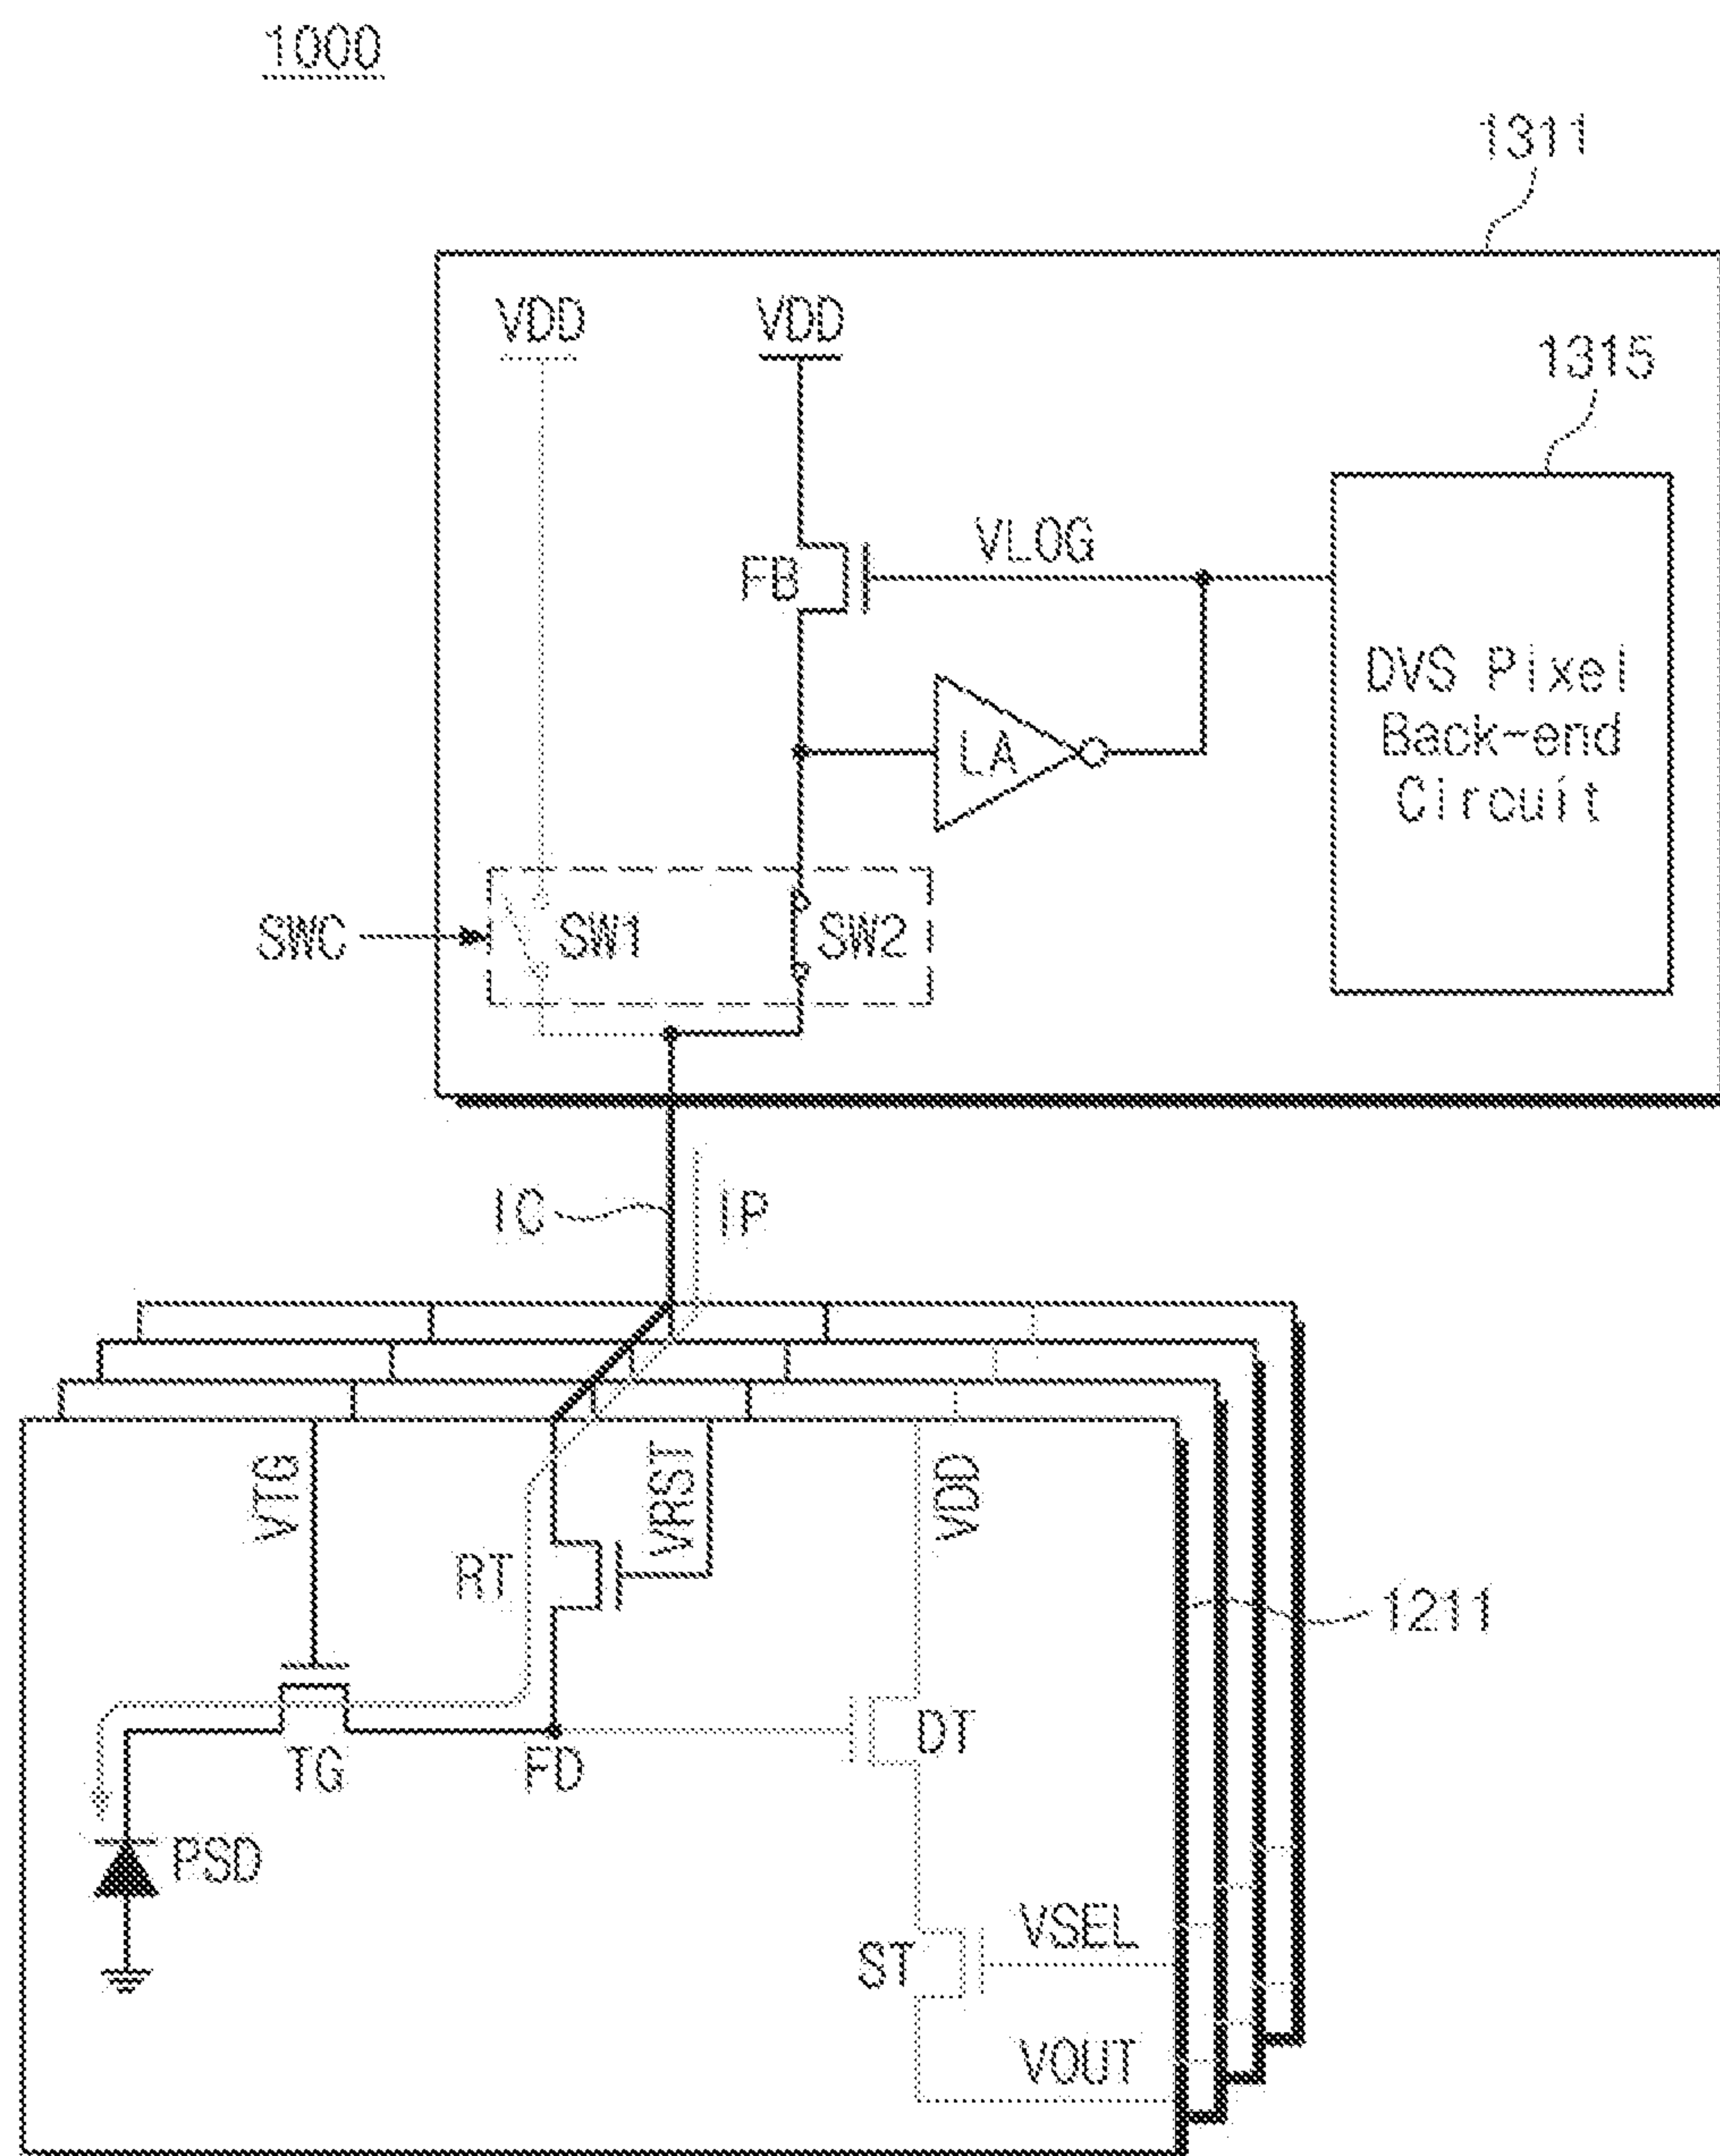 1000
1311
VDD
VDD
1315
VLOG
FB
DVS Pixel
Back-end
Circuit
LA
SWC
SW1
SW2
IC
IP
VTG
VRST
VDD
RT
1211
TG
FD
DT
PSD
VSEL
ST
VOUT